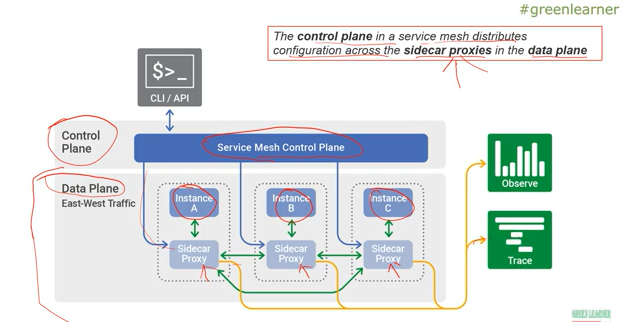 #greenlearner
The control plane in a service mesh distributes
configuration across the sidecar proxies in the data plane
$>_
CLI / API
Control
Plane
Service Mesh Control Plane
Data Plane
East-West Traffic
Instance
A
Instance
B
Instance
C
Sidecar
Proxy
Sidecar
Proxy
Sidecar
Proxy
Observe
Trace
GREEN LEARNER